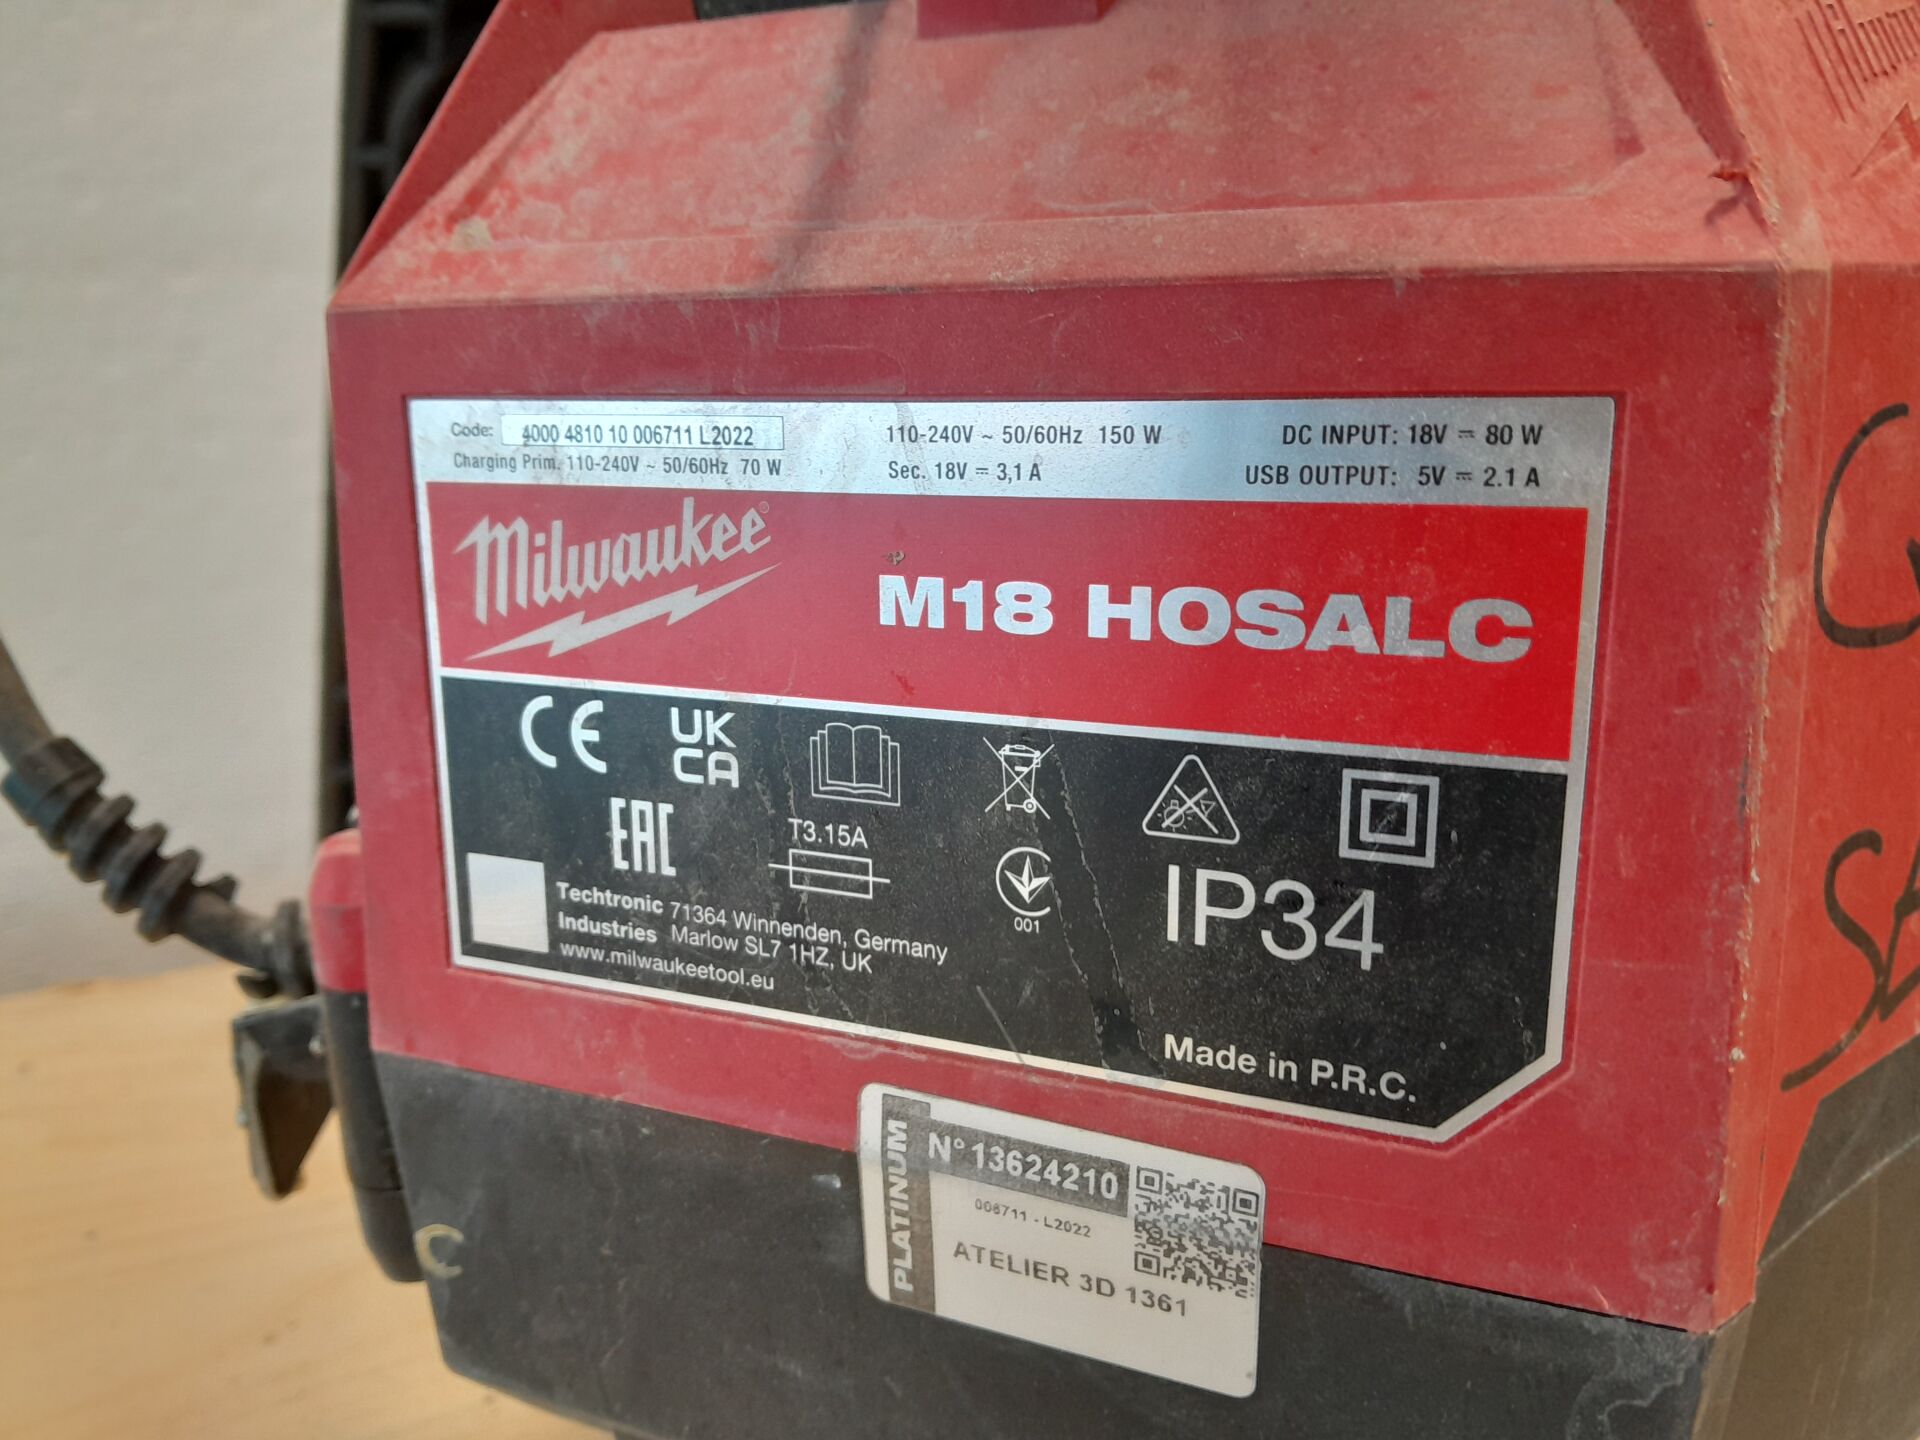 Milwaukee
Code: 4000 4810 10 006711 L2022
Charging Prim. 110-240V ~ 50/60Hz 70 W
110-240V ~ 50/60Hz 150 W
Sec. 18V = 3,1 A
DC INPUT: 18V = 80 W
USB OUTPUT: 5V = 2.1 A
Milwaukee®
M18 HOSALC
CE
UK
CA
EAC
T3.15A
001
IP34
Techtronic 71364 Winnenden, Germany
Industries Marlow SL7 1HZ, UK
www.milwaukeetool.eu
Made in P.R.C.
PLATINUM
N° 13624210
006711 - L2022
ATELIER 3D 1361
C